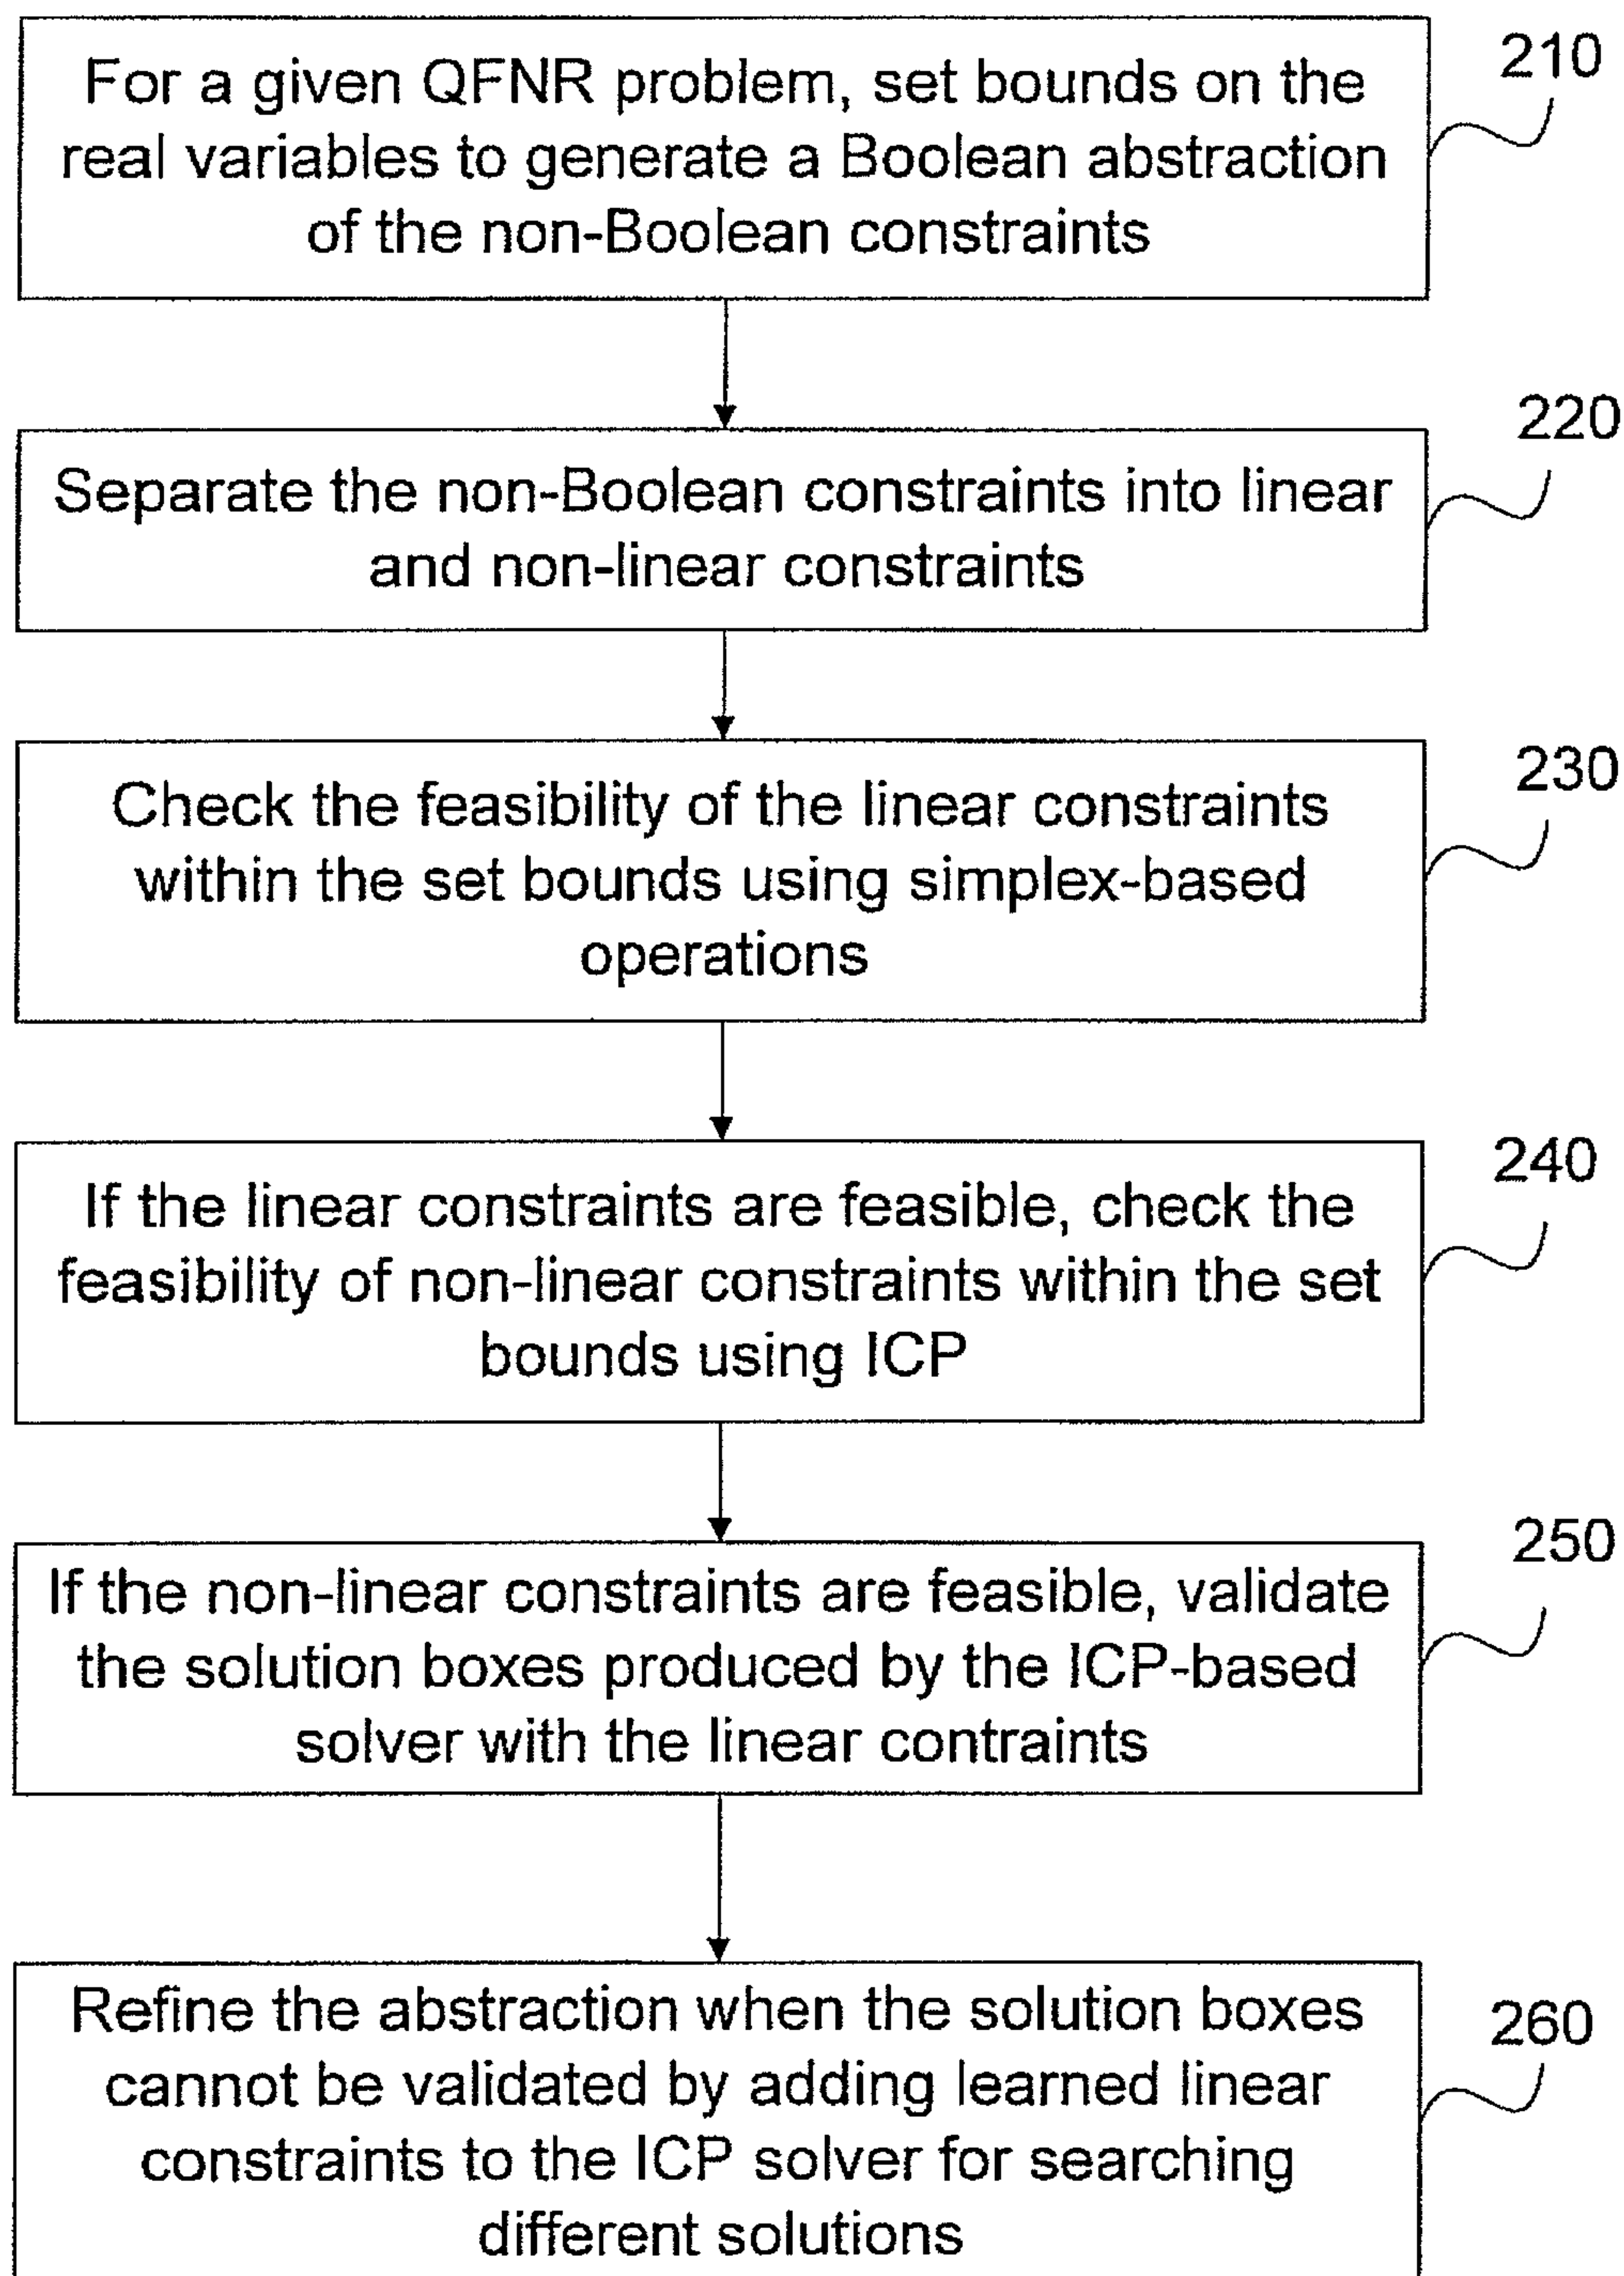 For a given QFNR problem, set bounds on the
real variables to generate a Boolean abstraction
of the non-Boolean constraints
210
Separate the non-Boolean constraints into linear
and non-linear constraints
220
Check the feasibility of the linear constraints
within the set bounds using simplex-based
operations
230
If the linear constraints are feasible, check the
feasibility of non-linear constraints within the set
bounds using ICP
240
If the non-linear constraints are feasible, validate
the solution boxes produced by the ICP-based
solver with the linear contraints
250
Refine the abstraction when the solution boxes
cannot be validated by adding learned linear
constraints to the ICP solver for searching
different solutions
260